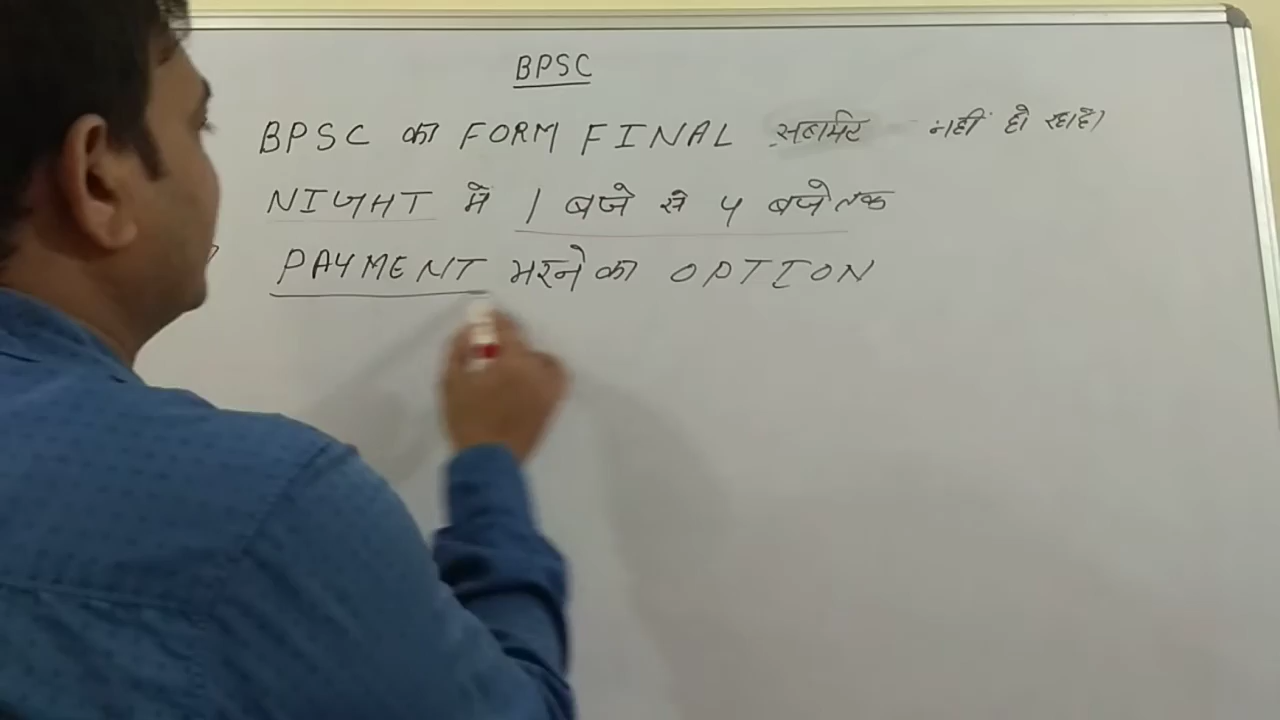 BPSC
BPSC का FORM FINAL सबमिट नहीं हो रहा है।
NIGHT में 1 बजे से 4 बजे तक
PAYMENT भरने का OPTION